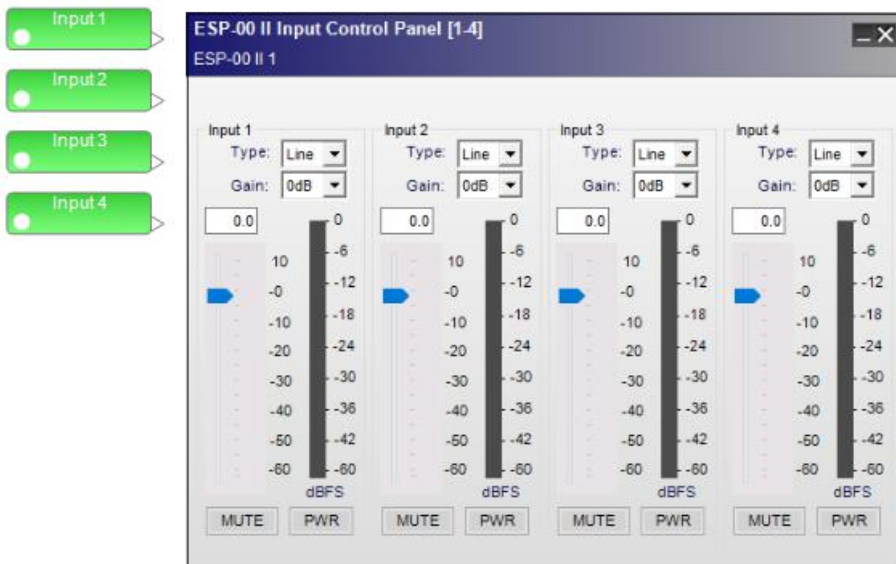 Input 1
Input 2
Input 3
Input 4
ESP-00 II Input Control Panel [1-4]
ESP-00 II 1
Input 1
Type: Line
Gain: 0dB
0.0
10
-0
-10
-20
-30
-40
-50
-60
0
-6
-12
-18
-24
-30
-36
-42
-60
dBFS
MUTE PWR
Input 2
Type: Line
Gain: 0dB
0.0
10
-0
-10
-20
-30
-40
-50
-60
0
-6
-12
-18
-24
-30
-36
-42
-60
dBFS
MUTE PWR
Input 3
Type: Line
Gain: 0dB
0.0
10
-0
-10
-20
-30
-40
-50
-60
0
-6
-12
-18
-24
-30
-36
-42
-60
dBFS
MUTE PWR
Input 4
Type: Line
Gain: 0dB
0.0
10
-0
-10
-20
-30
-40
-50
-60
0
-6
-12
-18
-24
-30
-36
-42
-60
dBFS
MUTE PWR